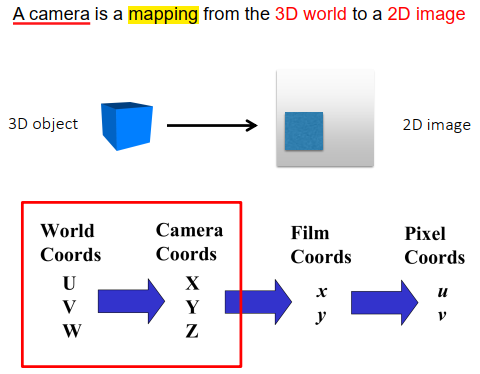 A camera is a mapping from the 3D world to a 2D image
3D object
2D image
World Coords
Camera Coords
Film Coords
Pixel Coords
U
V
W
X
Y
Z
x
y
u
v